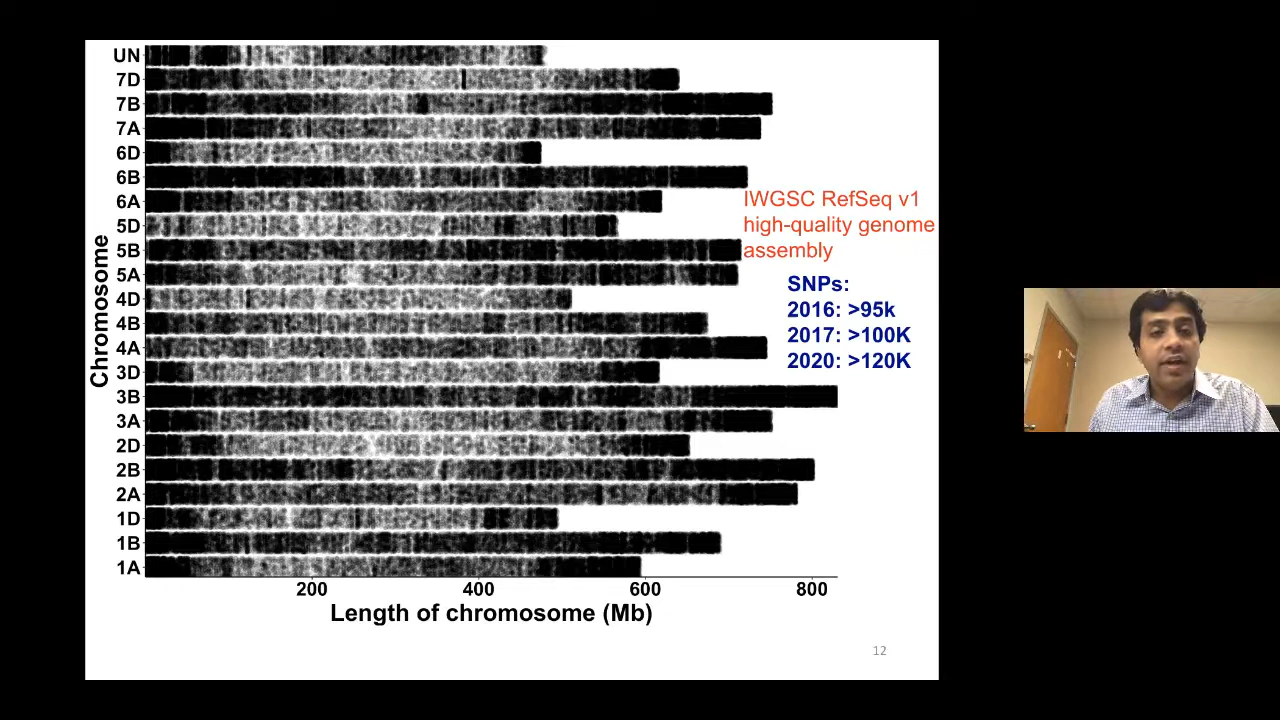 UN
7D
7B
7A
6D
6B
6A
5D
5B
5A
4D
4B
4A
3D
3B
3A
2D
2B
2A
1D
1B
1A
Chromosome
200 400 600 800
Length of chromosome (Mb)
IWGSC RefSeq v1
high-quality genome
assembly
SNPs:
2016: >95k
2017: >100K
2020: >120K
12